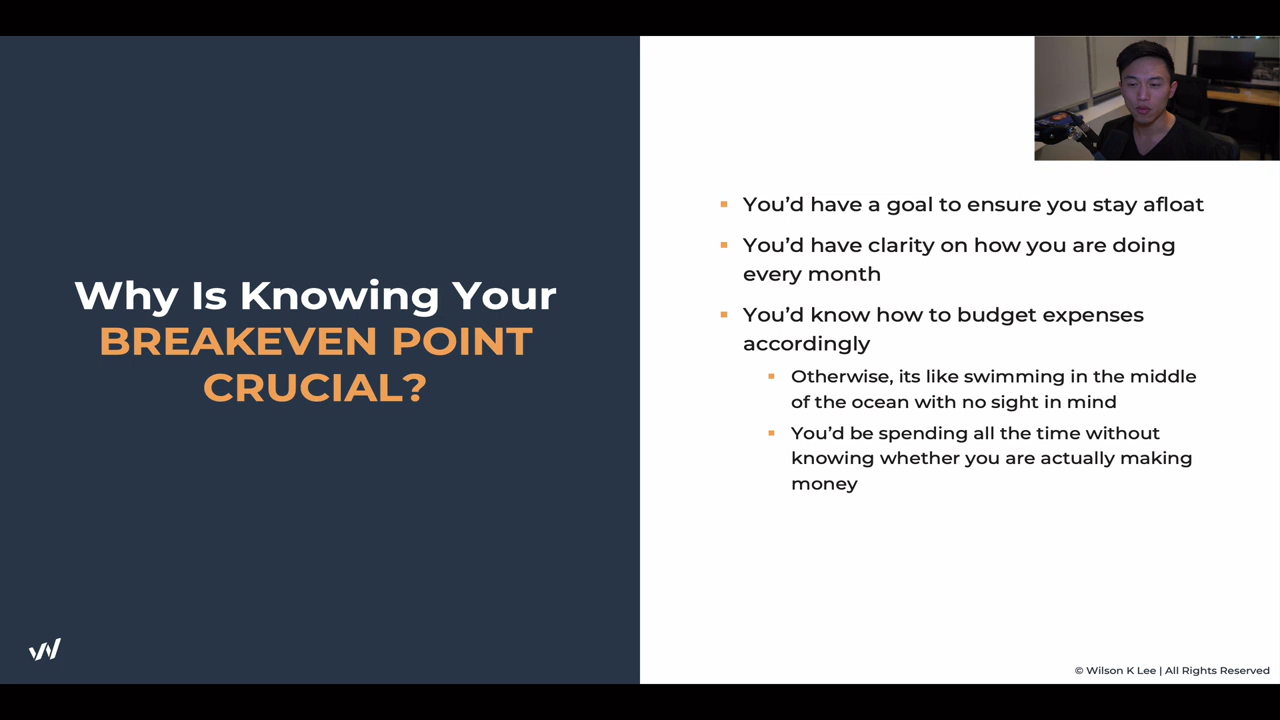 Why Is Knowing Your
BREAKEVEN POINT
CRUCIAL?
You’d have a goal to ensure you stay afloat
You’d have clarity on how you are doing
every month
You’d know how to budget expenses
accordingly
Otherwise, its like swimming in the middle
of the ocean with no sight in mind
You’d be spending all the time without
knowing whether you are actually making
money
© Wilson K Lee | All Rights Reserved